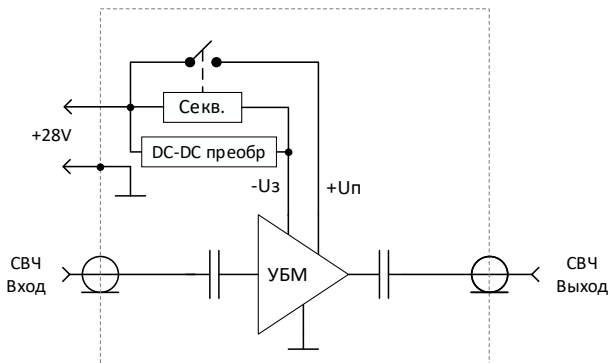 Секв.
+28V
DC-DC преобр
-Uз
+Uп
СВЧ
Вход
УБМ
СВЧ
Выход